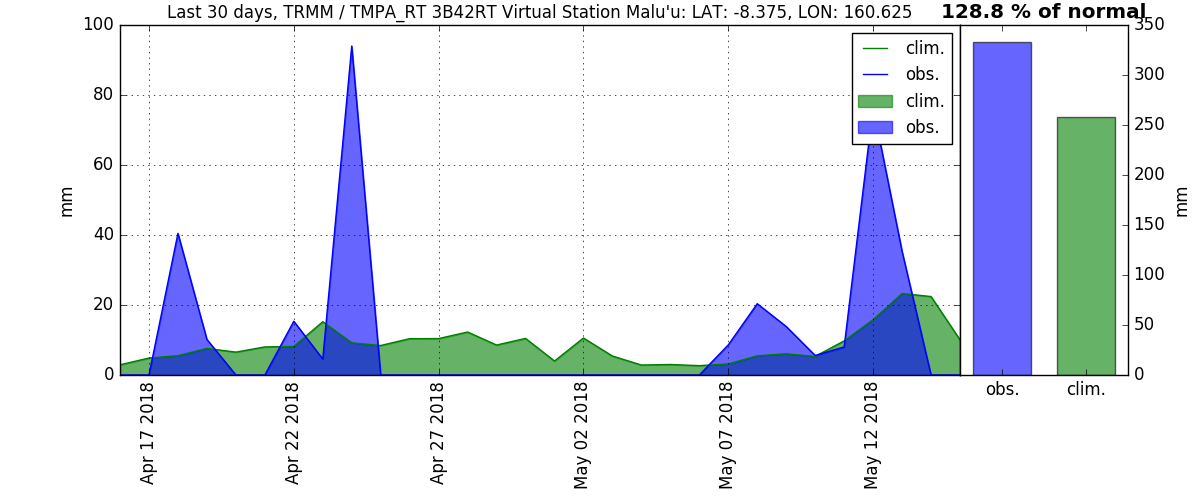 Last 30 days, TRMM / TMPA_RT 3B42RT Virtual Station Malu'u: LAT: -8.375, LON: 160.625
128.8 % of normal
100
80
60
40
20
0
mm
clim.
obs.
clim.
obs.
350
300
250
200
150
100
50
0
mm
Apr 17 2018
Apr 22 2018
Apr 27 2018
May 02 2018
May 07 2018
May 12 2018
obs.
clim.